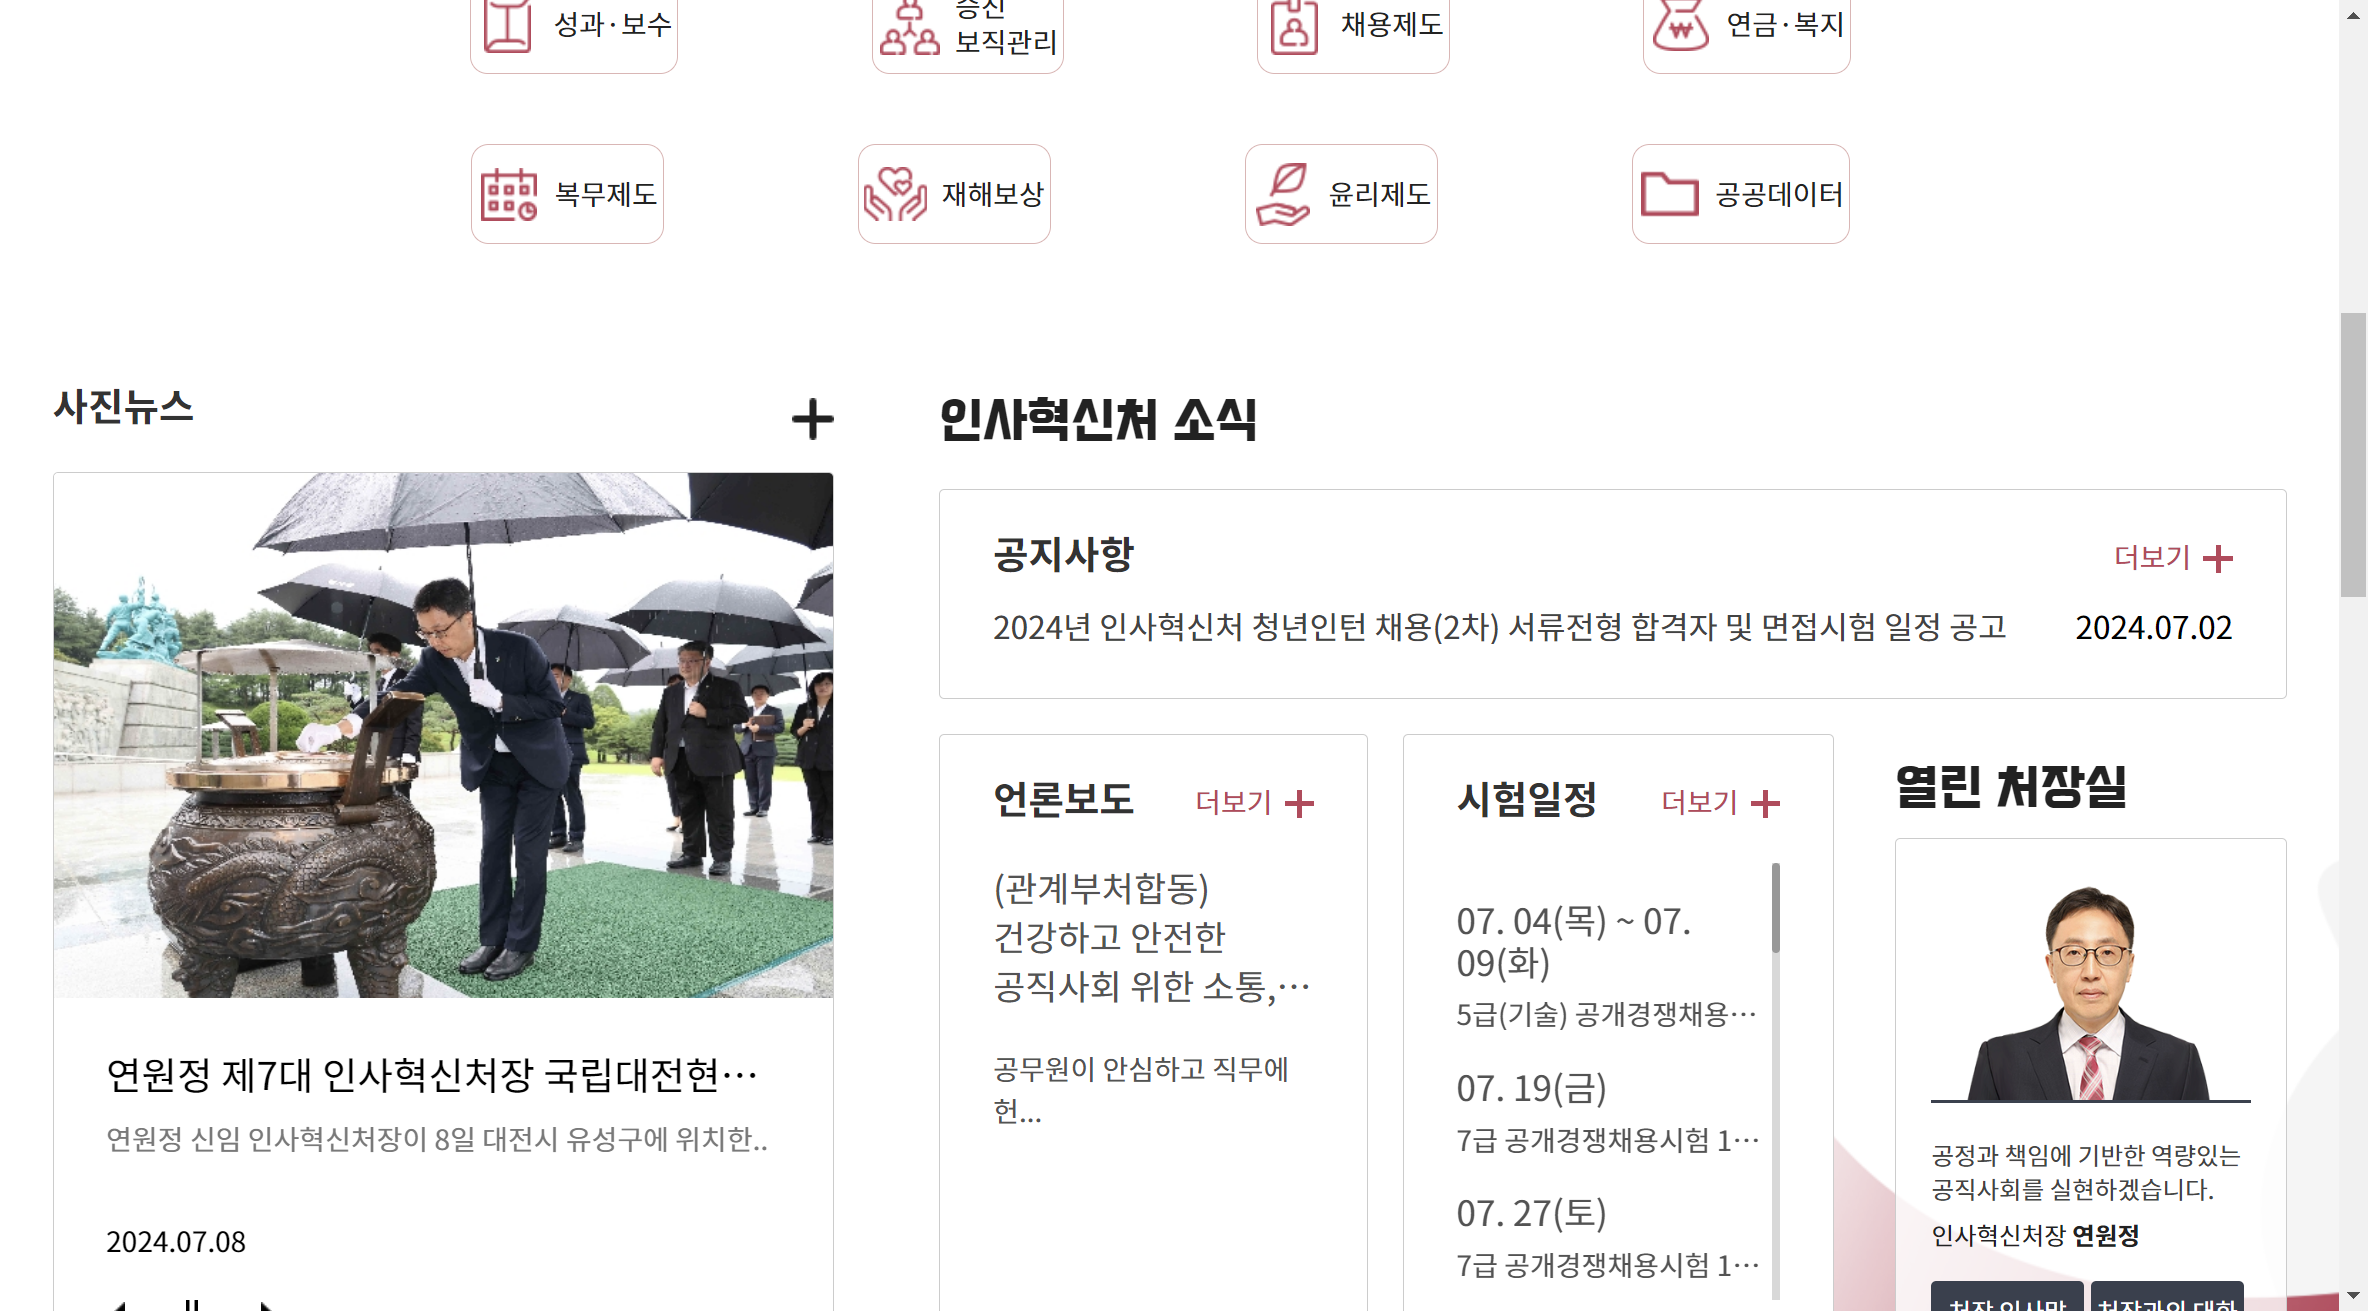 성과·보수
승진
보직관리
채용제도
연금·복지
복무제도
재해보상
윤리제도
공공데이터
사진뉴스
연원정 제7대 인사혁신처장 국립대전현…
연원정 신임 인사혁신처장이 8일 대전시 유성구에 위치한..
2024.07.08
인사혁신처 소식
공지사항
더보기
2024년 인사혁신처 청년인턴 채용(2차) 서류전형 합격자 및 면접시험 일정 공고
2024.07.02
언론보도
더보기
(관계부처합동)
건강하고 안전한
공직사회 위한 소통,…
공무원이 안심하고 직무에
헌...
시험일정
더보기
07. 04(목) ~ 07.
09(화)
5급(기술) 공개경쟁채용…
07. 19(금)
7급 공개경쟁채용시험 1…
07. 27(토)
7급 공개경쟁채용시험 1…
열린 처장실
공정과 책임에 기반한 역량있는
공직사회를 실현하겠습니다.
인사혁신처장 연원정
처장 인사말
처장과의 대화